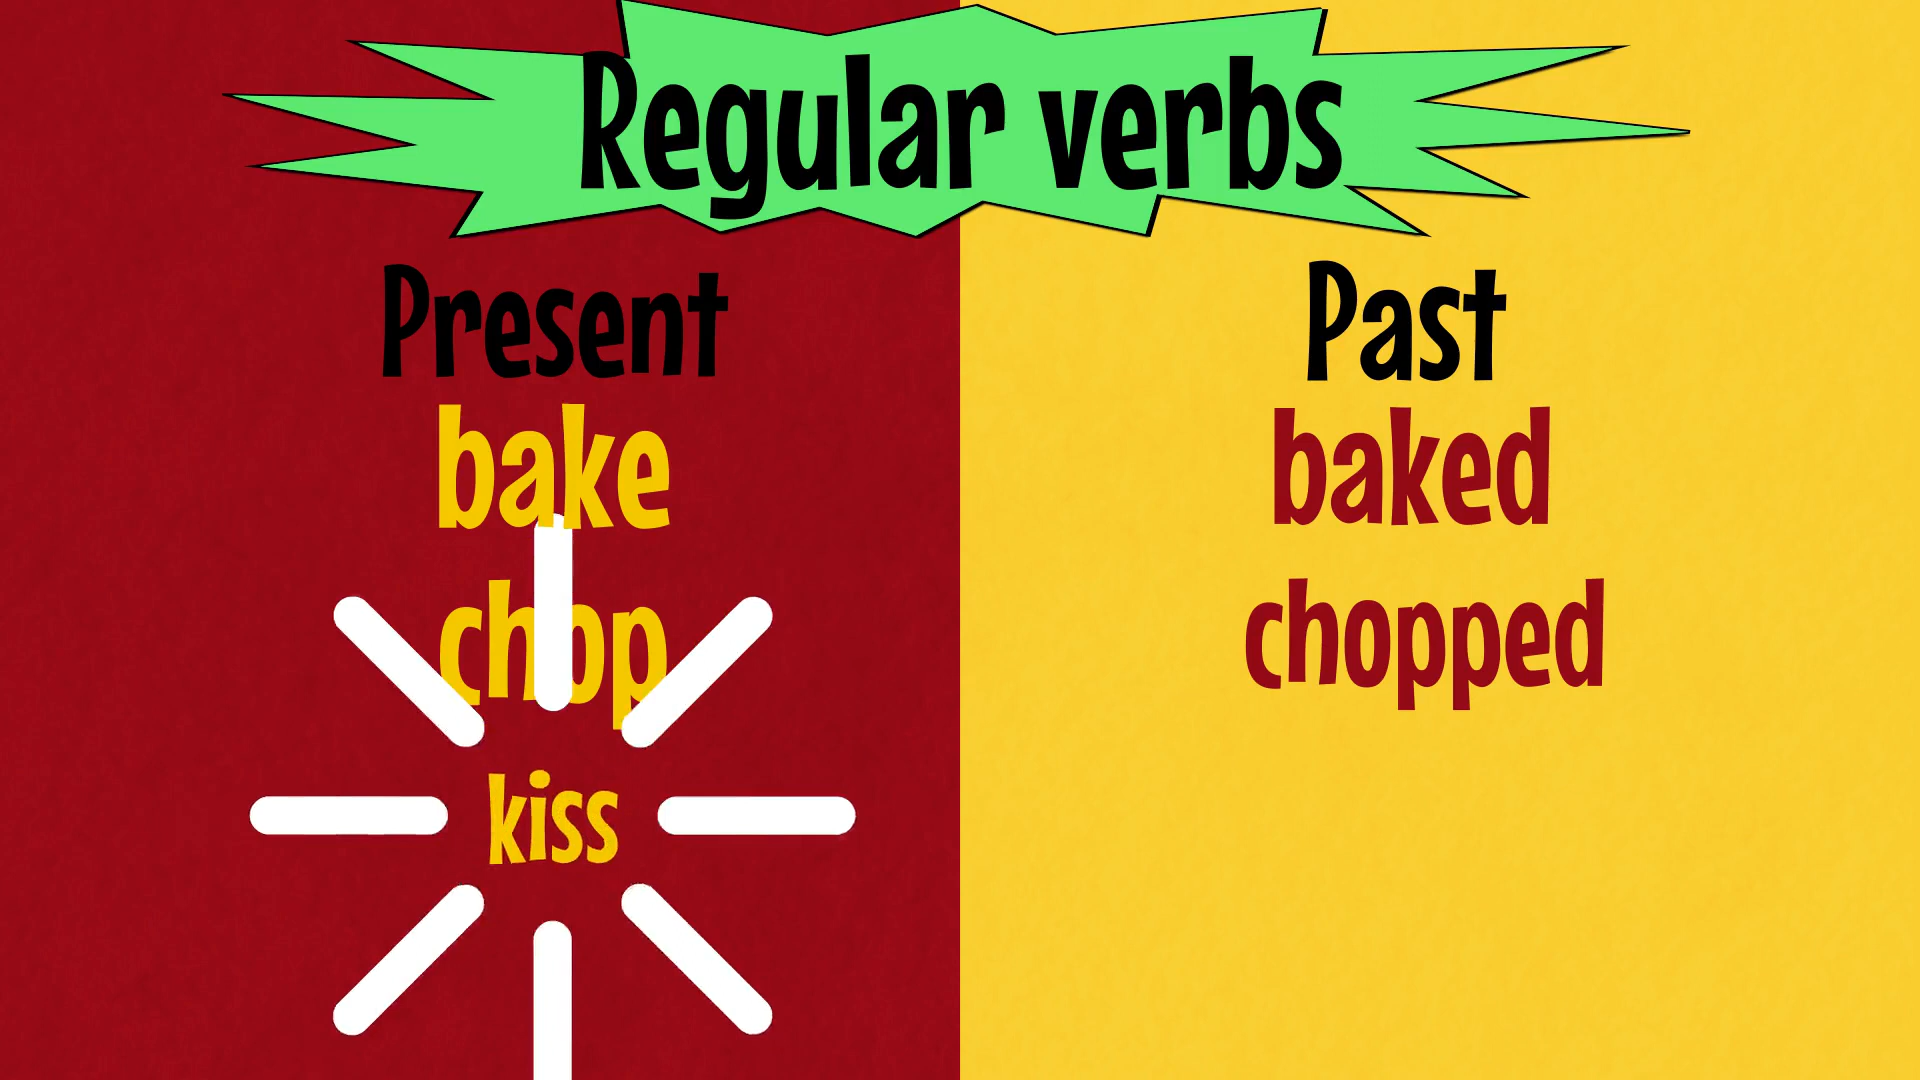 Regular verbs
Present
Past
bake
baked
chop
chopped
kiss